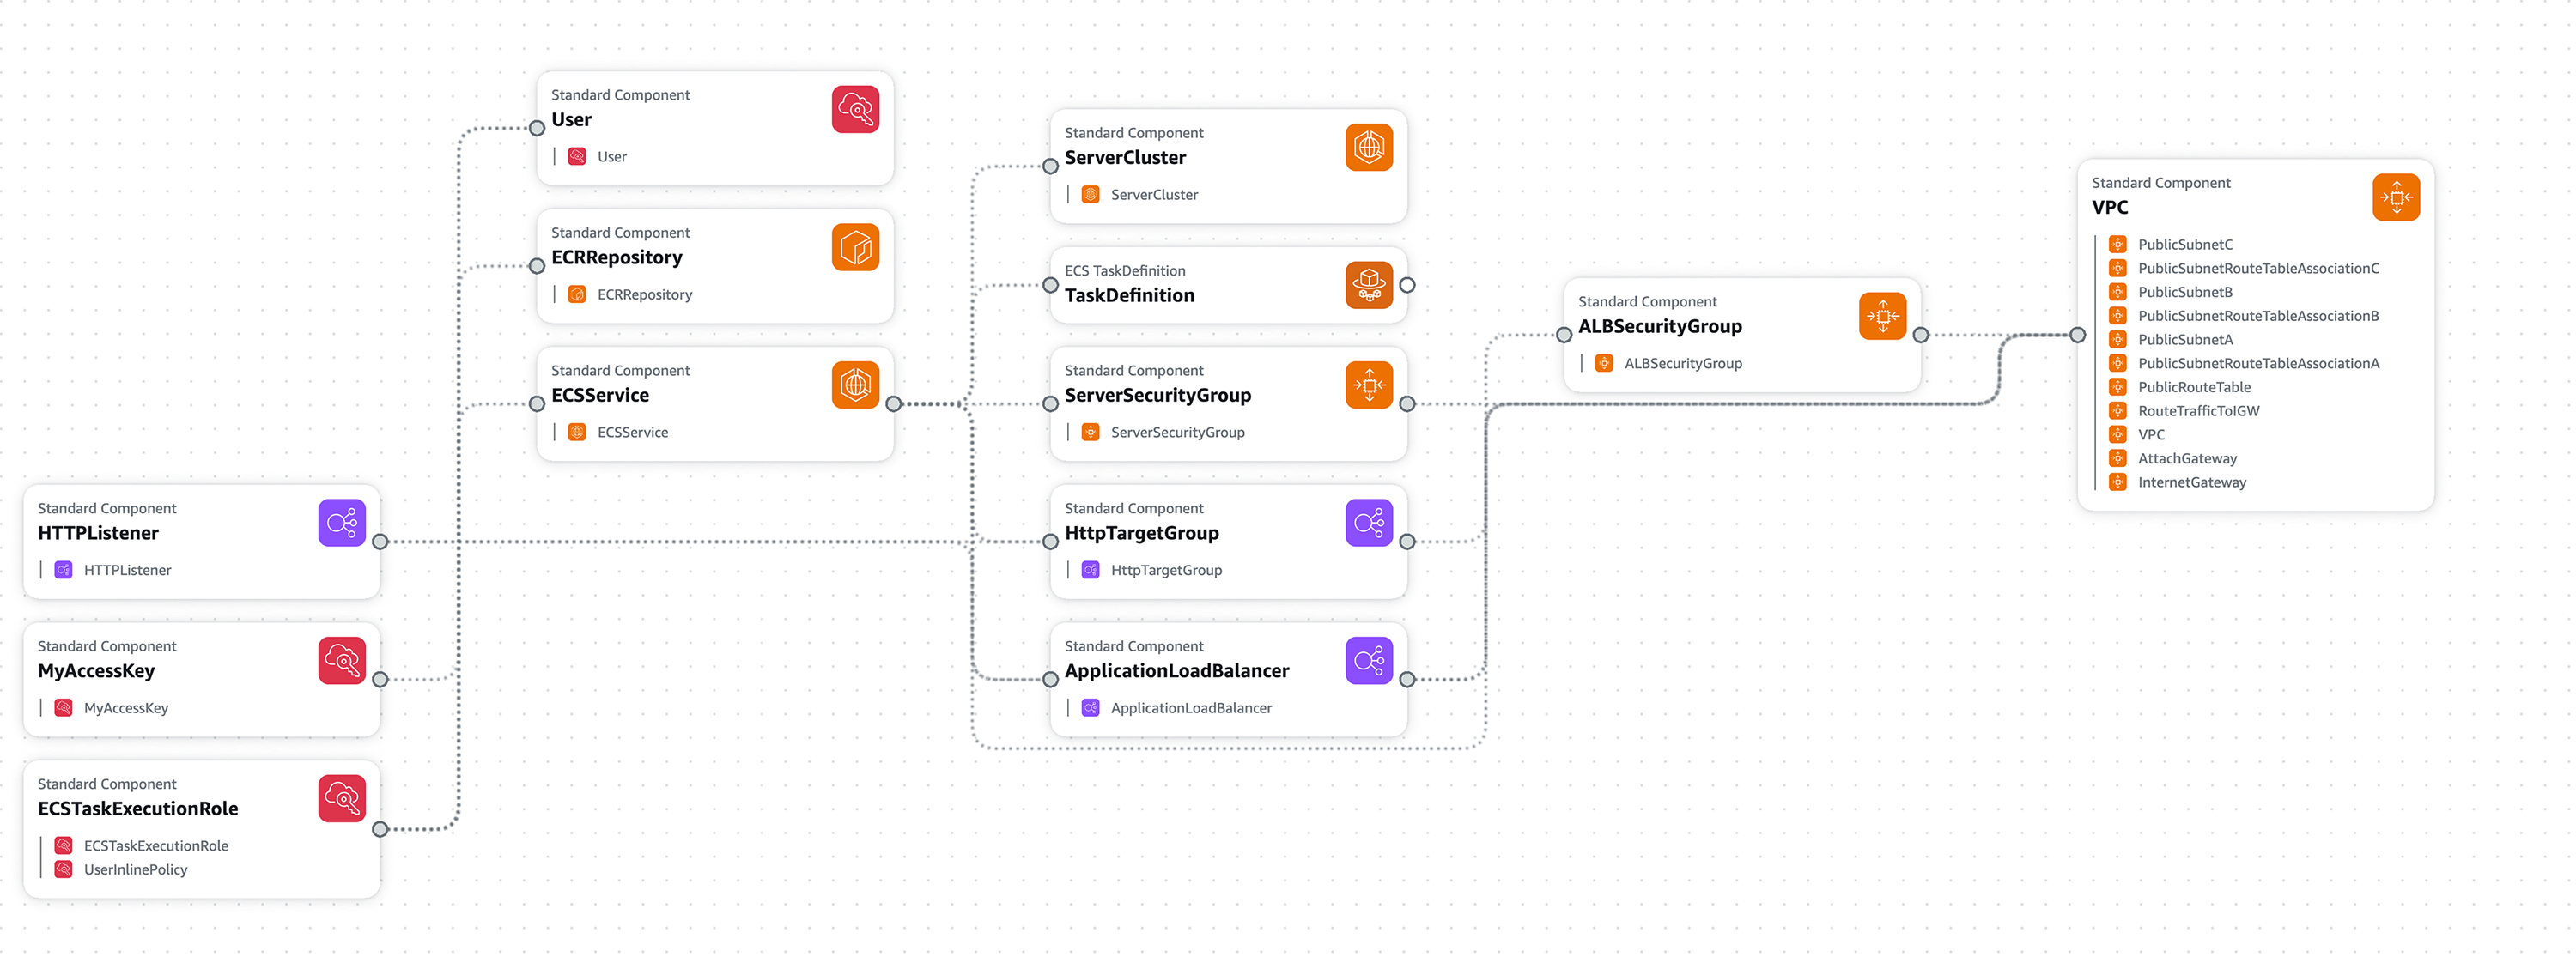 Standard Component
User
User
Standard Component
ECRRepository
ECRRepository
Standard Component
ECSService
ECSService
Standard Component
HTTPListener
HTTPListener
Standard Component
MyAccessKey
MyAccessKey
Standard Component
ECSTaskExecutionRole
ECSTaskExecutionRole
UserInlinePolicy
Standard Component
ServerCluster
ServerCluster
ECS TaskDefinition
TaskDefinition
Standard Component
ServerSecurityGroup
ServerSecurityGroup
Standard Component
HttpTargetGroup
HttpTargetGroup
Standard Component
ApplicationLoadBalancer
ApplicationLoadBalancer
Standard Component
ALBSecurityGroup
ALBSecurityGroup
Standard Component
VPC
PublicSubnetC
PublicSubnetRouteTableAssociationC
PublicSubnetB
PublicSubnetRouteTableAssociationB
PublicSubnetA
PublicSubnetRouteTableAssociationA
PublicRouteTable
RouteTrafficToIGW
VPC
AttachGateway
InternetGateway